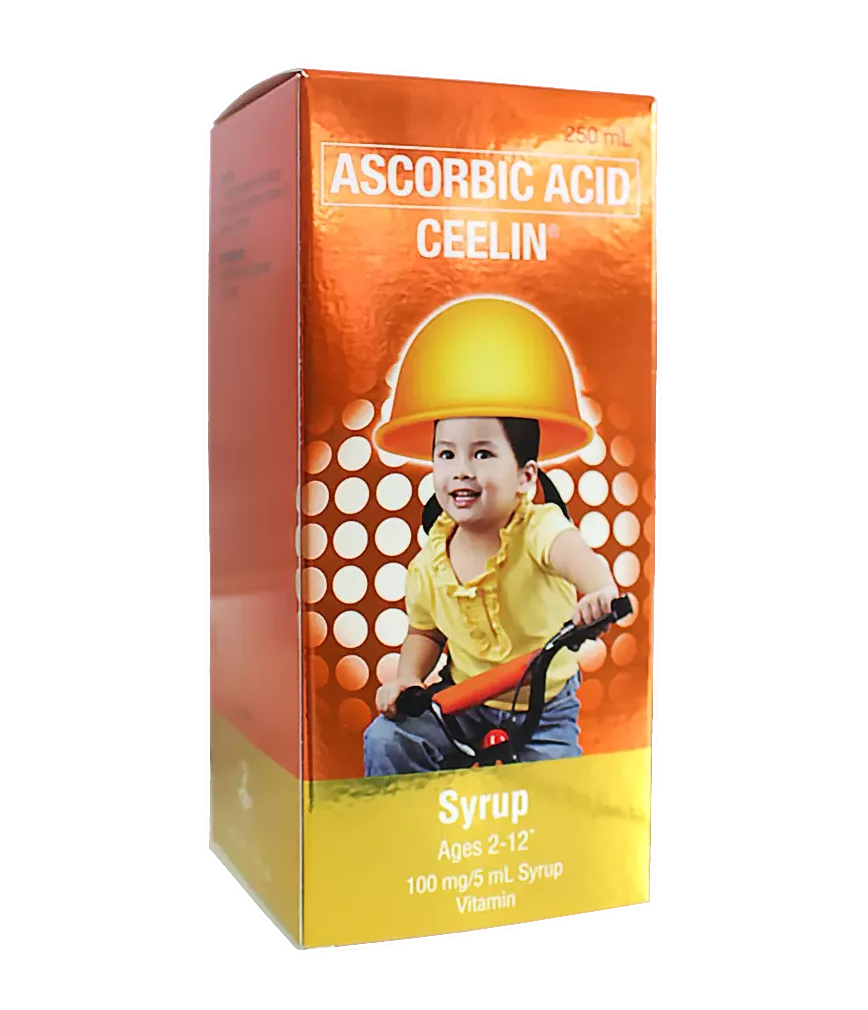 250 mL
ASCORBIC ACID
CEELIN®
Syrup
Ages 2-12*
100 mg/5 mL Syrup
Vitamin